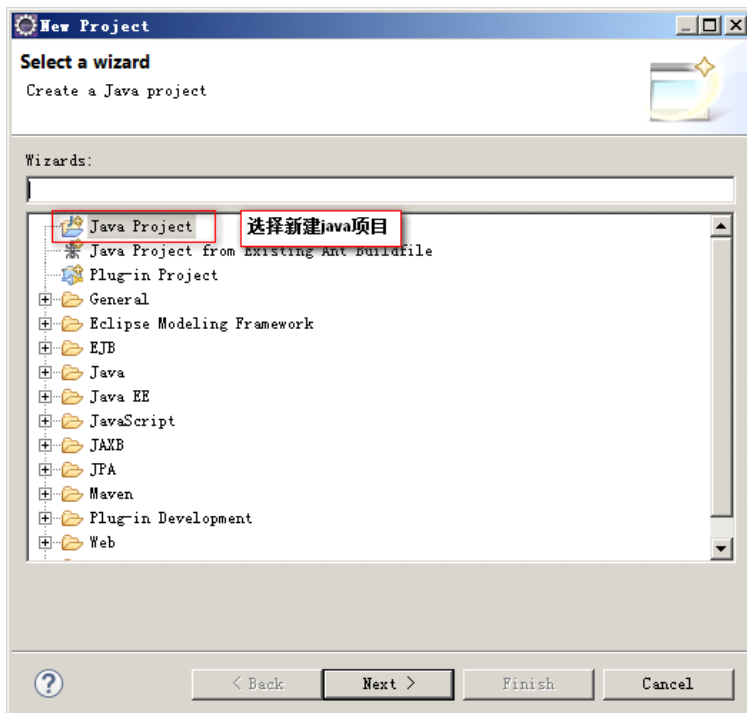 New Project
Select a wizard
Create a Java project
Wizards:
Java Project
选择新建java项目
Java Project from Existing Ant Buildfile
Plug-in Project
General
Eclipse Modeling Framework
EJB
Java
Java EE
JavaScript
JAXB
JPA
Maven
Plug-in Development
Web
?
< Back
Next >
Finish
Cancel